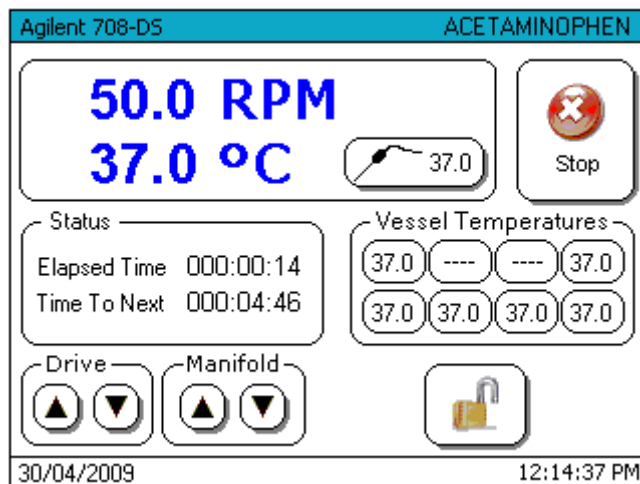 Agilent 708-DS ACETAMINOPHEN
50.0 RPM
37.0 ºC 37.0
Stop
Status
Elapsed Time 000:00:14
Time To Next 000:04:46
Vessel Temperatures
37.0 ---- ---- 37.0
37.0 37.0 37.0 37.0
Drive
Manifold
30/04/2009 12:14:37 PM